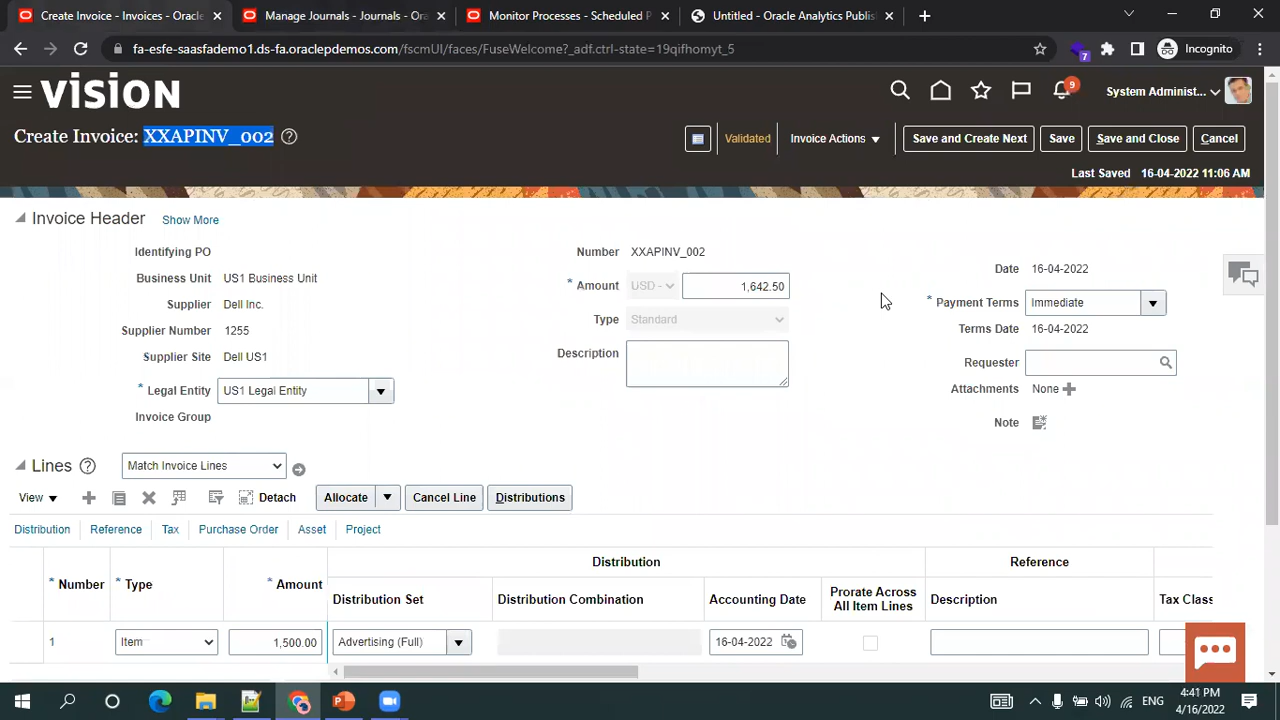 Create Invoice - Invoices - Oracle
Manage Journals - Journals - Or
Monitor Processes - Scheduled P
Untitled - Oracle Analytics Publis
fa-esfe-saasfademo1.ds-fa.oraclepdemos.com/fscmUI/faces/FuseWelcome?_adf.ctrl-state=19qifhomyt_5
7
Incognito
VISION
9
System Administ...
Create Invoice: XXAPINV_002
Validated
Invoice Actions
Save and Create Next
Save
Save and Close
Cancel
Last Saved 16-04-2022 11:06 AM
Invoice Header
Show More
Identifying PO
Business Unit US1 Business Unit
Supplier Dell Inc.
Supplier Number 1255
Supplier Site Dell US1
* Legal Entity US1 Legal Entity
Invoice Group
Number XXAPINV_002
* Amount USD - 1,642.50
Type Standard
Description
Date 16-04-2022
* Payment Terms Immediate
Terms Date 16-04-2022
Requester
Attachments None
Note
Lines
Match Invoice Lines
View
Detach
Allocate
Cancel Line
Distributions
Distribution Reference Tax Purchase Order Asset Project
* Number
* Type
* Amount
Distribution
Reference
Distribution Set
Distribution Combination
Accounting Date
Prorate Across
All Item Lines
Description
Tax Class
1
Item
1,500.00
Advertising (Full)
16-04-2022
ENG
4:41 PM
4/16/2022